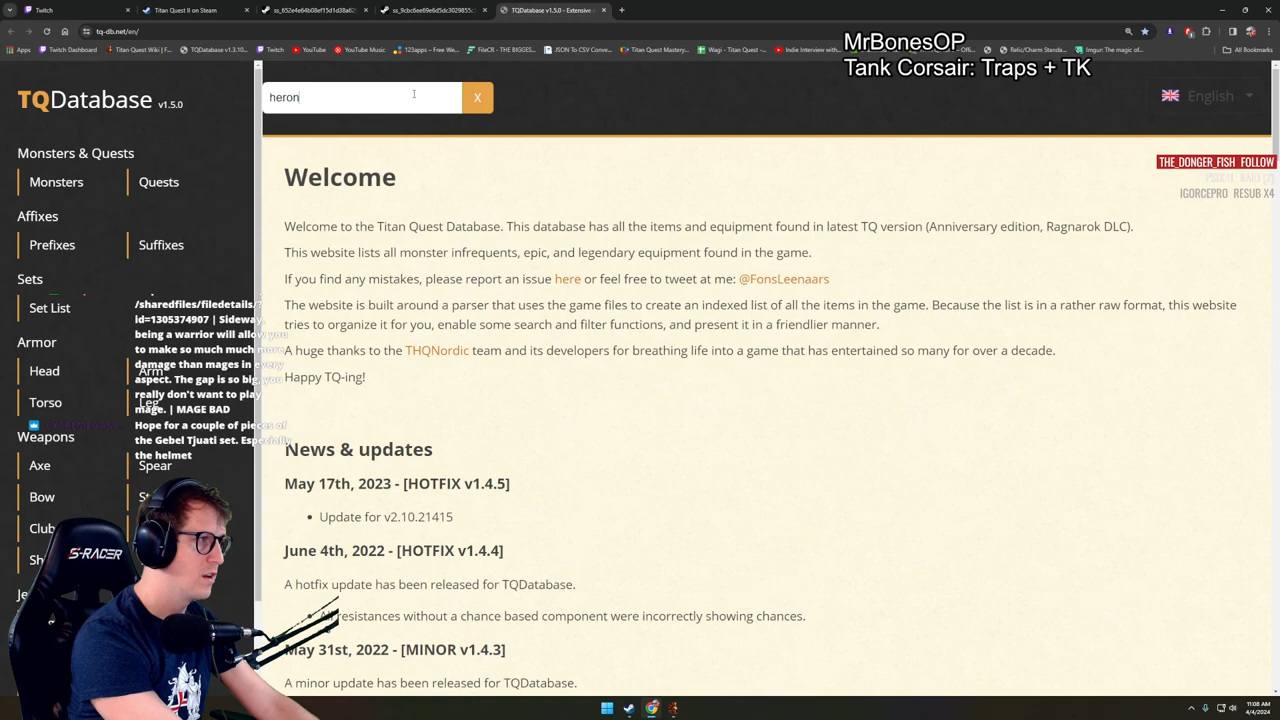 Twitch
Titan Quest II on Steam
TQDatabase v1.5.0 - Extensive
tq-db.net/en/
Apps
Twitch Dashboard
Indie
TQDatabase v1.3.10...
Twitch
YouTube
YouTube Music
123apps – Free We...
FileCR - THE BIGGES...
JSON To CSV Conve...
Titan Quest Mastery...
Wagi - Titan Quest -...
Indie Interview with...
Relic/Charm Standa...
Imgur: The magic of...
All Bookmarks
MrBonesOP
Tank Corsair: Traps + TK
TQDatabase v1.5.0
heron
X
English
THE_DONGER_FISH FOLLOW
IGORCEPRO RESUB X4
Monsters & Quests
Monsters
Quests
Affixes
Prefixes
Suffixes
Sets
Set List
Armor
Head
Arm
Torso
Leg
Weapons
Axe
Spear
Bow
St
Club
Sh
Je
/sharedfiles/filedetails/?
id=1305374907 | Sideway,
being a warrior will allow you
to make so much much more
damage than mages in every
aspect. The gap is so big, you
really don't want to play
mage. | MAGE BAD
Hope for a couple of pieces of
the Gebel Tjuati set. Especially
the helmet
Welcome
Welcome to the Titan Quest Database. This database has all the items and equipment found in latest TQ version (Anniversary edition, Ragnarok DLC).
This website lists all monster infrequents, epic, and legendary equipment found in the game.
If you find any mistakes, please report an issue here or feel free to tweet at me: @FonsLeenaars
The website is built around a parser that uses the game files to create an indexed list of all the items in the game. Because the list is in a rather raw format, this website
tries to organize it for you, enable some search and filter functions, and present it in a friendlier manner.
A huge thanks to the THQNordic team and its developers for breathing life into a game that has entertained so many for over a decade.
Happy TQ-ing!
News & updates
May 17th, 2023 - [HOTFIX v1.4.5]
Update for v2.10.21415
June 4th, 2022 - [HOTFIX v1.4.4]
A hotfix update has been released for TQDatabase.
All resistances without a chance based component were incorrectly showing chances.
May 31st, 2022 - [MINOR v1.4.3]
A minor update has been released for TQDatabase.
S-RACER
11:08 AM
4/4/2024